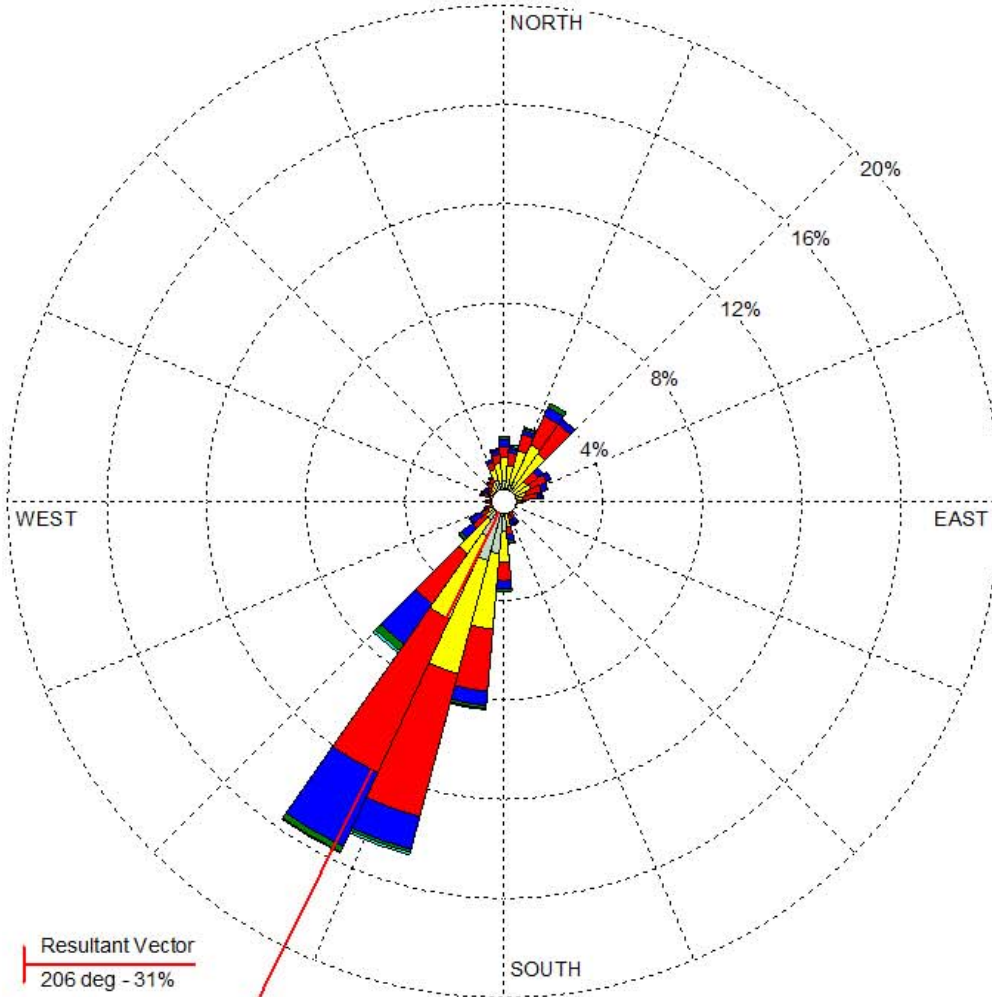 NORTH
20%
16%
12%
8%
4%
WEST
EAST
Resultant Vector
206 deg - 31%
SOUTH